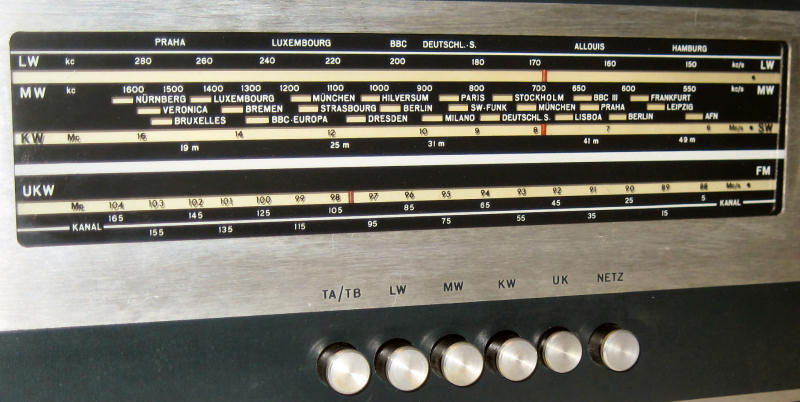 PRAHA LUXEMBOURG BBC DEUTSCHL.-S. ALLOUIS HAMBURG
LW kc 280 260 240 220 200 180 170 160 150 kc/s LW
MW kc 1600 1500 1400 1300 1200 1100 1000 900 800 700 650 600 550 kc/s MW
NÜRNBERG LUXEMBOURG MÜNCHEN HILVERSUM PARIS STOCKHOLM BBC III FRANKFURT
VERONICA BREMEN STRASBOURG BERLIN SW-FUNK MÜNCHEN PRAHA LEIPZIG
BRUXELLES BBC-EUROPA DRESDEN MILANO DEUTSCHL.S. LISBOA BERLIN AFN
KW Mc 16 14 12 10 9 8 7 6 Mc/s SW
19 m 25 m 31 m 41 m 49 m
FM
UKW Mc 104 103 102 101 100 99 98 97 96 95 94 93 92 91 90 89 88 Mc/s
165 145 125 105 85 65 45 25 5
KANAL 155 135 115 95 75 55 35 15 KANAL
TA/TB LW MW KW UK NETZ